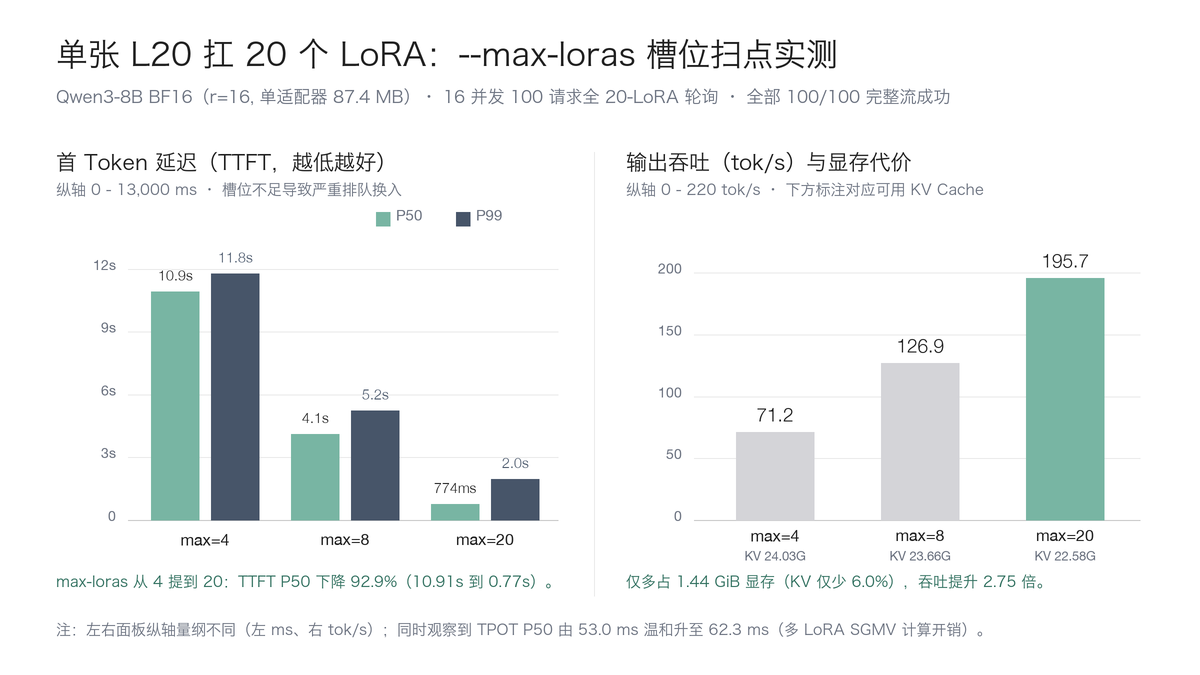 单张 L20 扛 20 个 LoRA：--max-loras 槽位扫点实测
Qwen3-8B BF16（r=16, 单适配器 87.4 MB） · 16 并发 100 请求全 20-LoRA 轮询 · 全部 100/100 完整流成功
首 Token 延迟（TTFT，越低越好）
纵轴 0 - 13,000 ms · 槽位不足导致严重排队换入
P50 P99
12s
9s
6s
3s
0
10.9s
11.8s
4.1s
5.2s
774ms
2.0s
max=4
max=8
max=20
max-loras 从 4 提到 20：TTFT P50 下降 92.9%（10.91s 到 0.77s）。
输出吞吐（tok/s）与显存代价
纵轴 0 - 220 tok/s · 下方标注对应可用 KV Cache
200
150
100
50
0
71.2
126.9
195.7
max=4
KV 24.03G
max=8
KV 23.66G
max=20
KV 22.58G
仅多占 1.44 GiB 显存（KV 仅少 6.0%），吞吐提升 2.75 倍。
注：左右面板纵轴量纲不同（左 ms、右 tok/s）；同时观察到 TPOT P50 由 53.0 ms 温和升至 62.3 ms（多 LoRA SGMV 计算开销）。